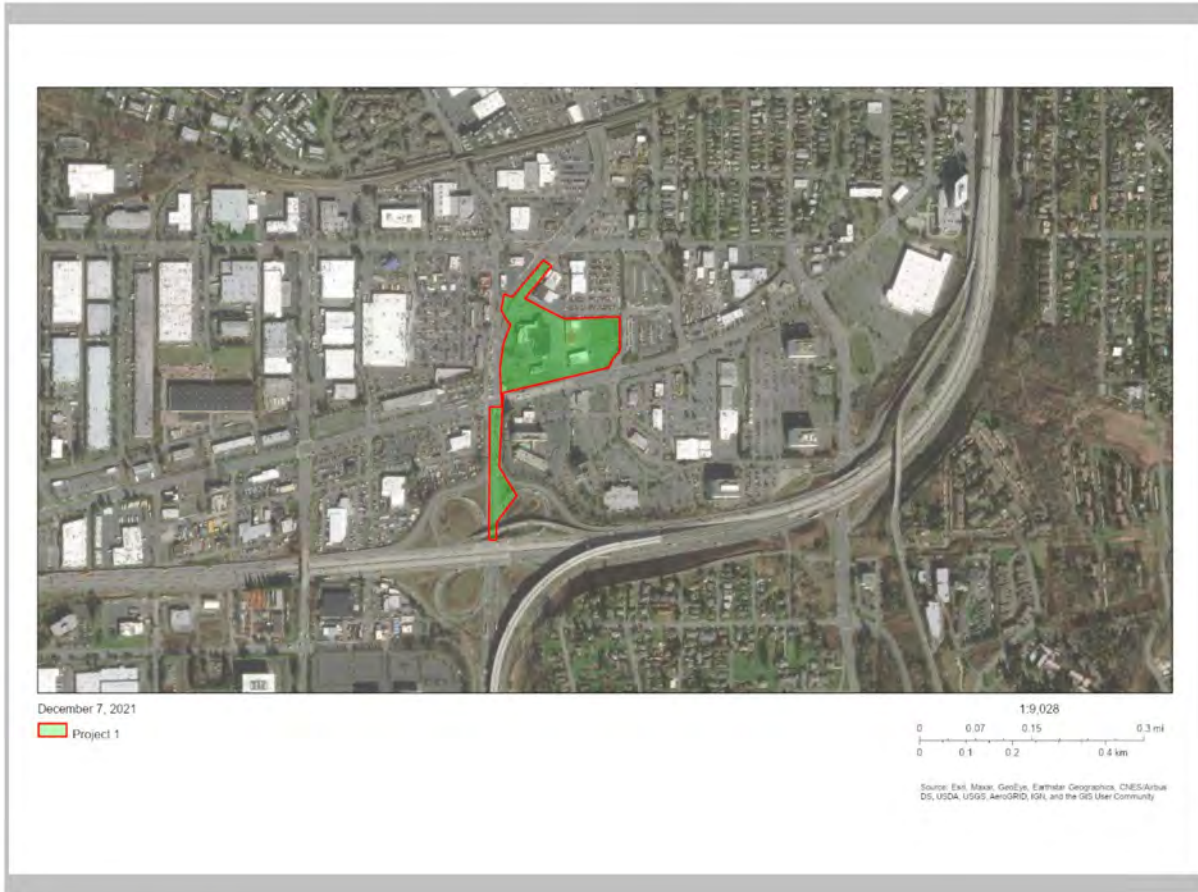 December 7, 2021
Project 1
1:9,028
0 0.07 0.15 0.3 mi
0 0.1 0.2 0.4 km
Source: Esri, Maxar, GeoEye, Earthstar Geographics, CNES/Airbus
DS, USDA, USGS, AeroGRID, IGN, and the GIS User Community